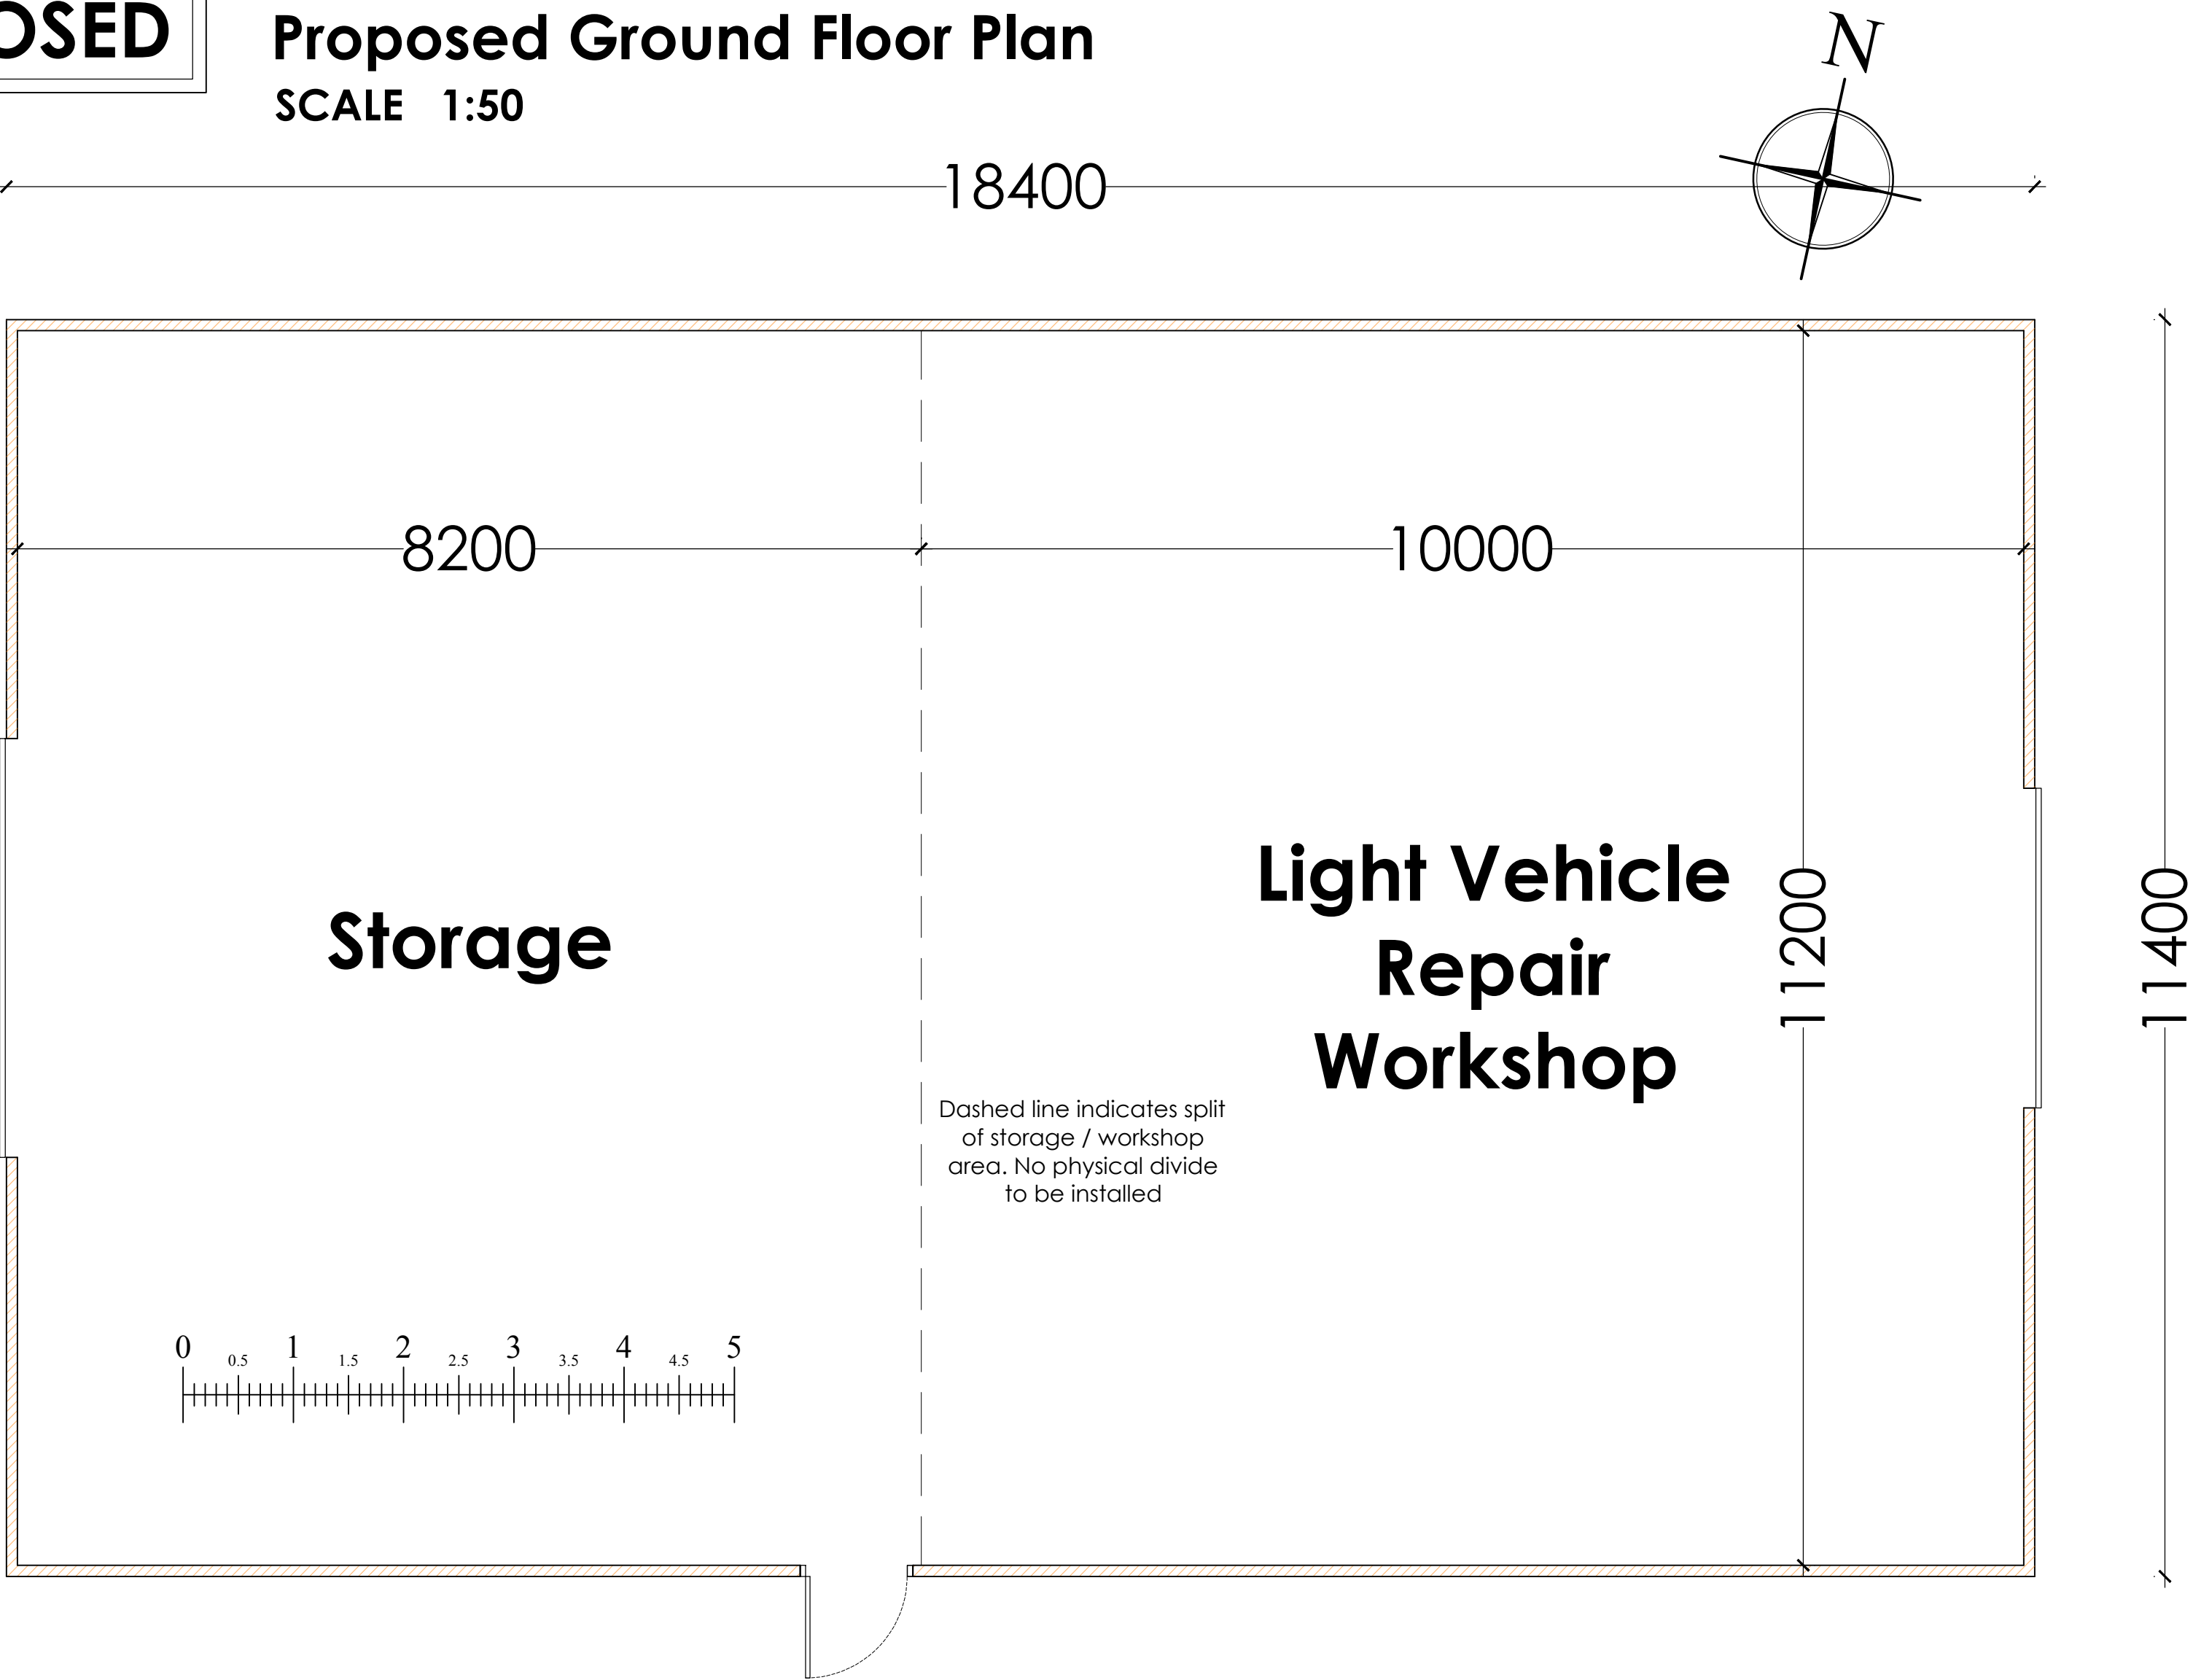 OSED
Proposed Ground Floor Plan
SCALE 1:50
N
18400
8200
10000
Storage
Light Vehicle
Repair
Workshop
11200
11400
Dashed line indicates split
of storage / workshop
area. No physical divide
to be installed
0 0.5 1 1.5 2 2.5 3 3.5 4 4.5 5